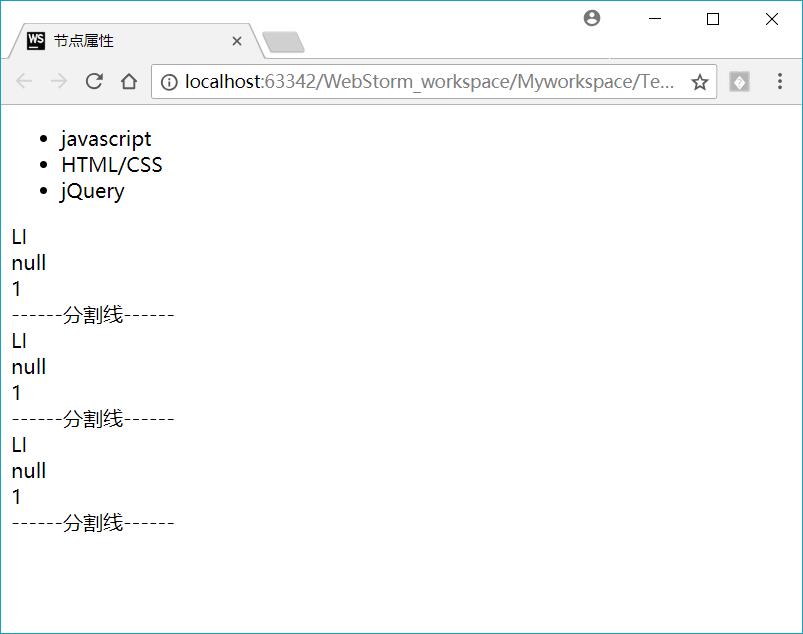 WS 节点属性
localhost:63342/WebStorm_workspace/Myworkspace/Te...
javascript
HTML/CSS
jQuery
LI
null
1
------分割线------
LI
null
1
------分割线------
LI
null
1
------分割线------